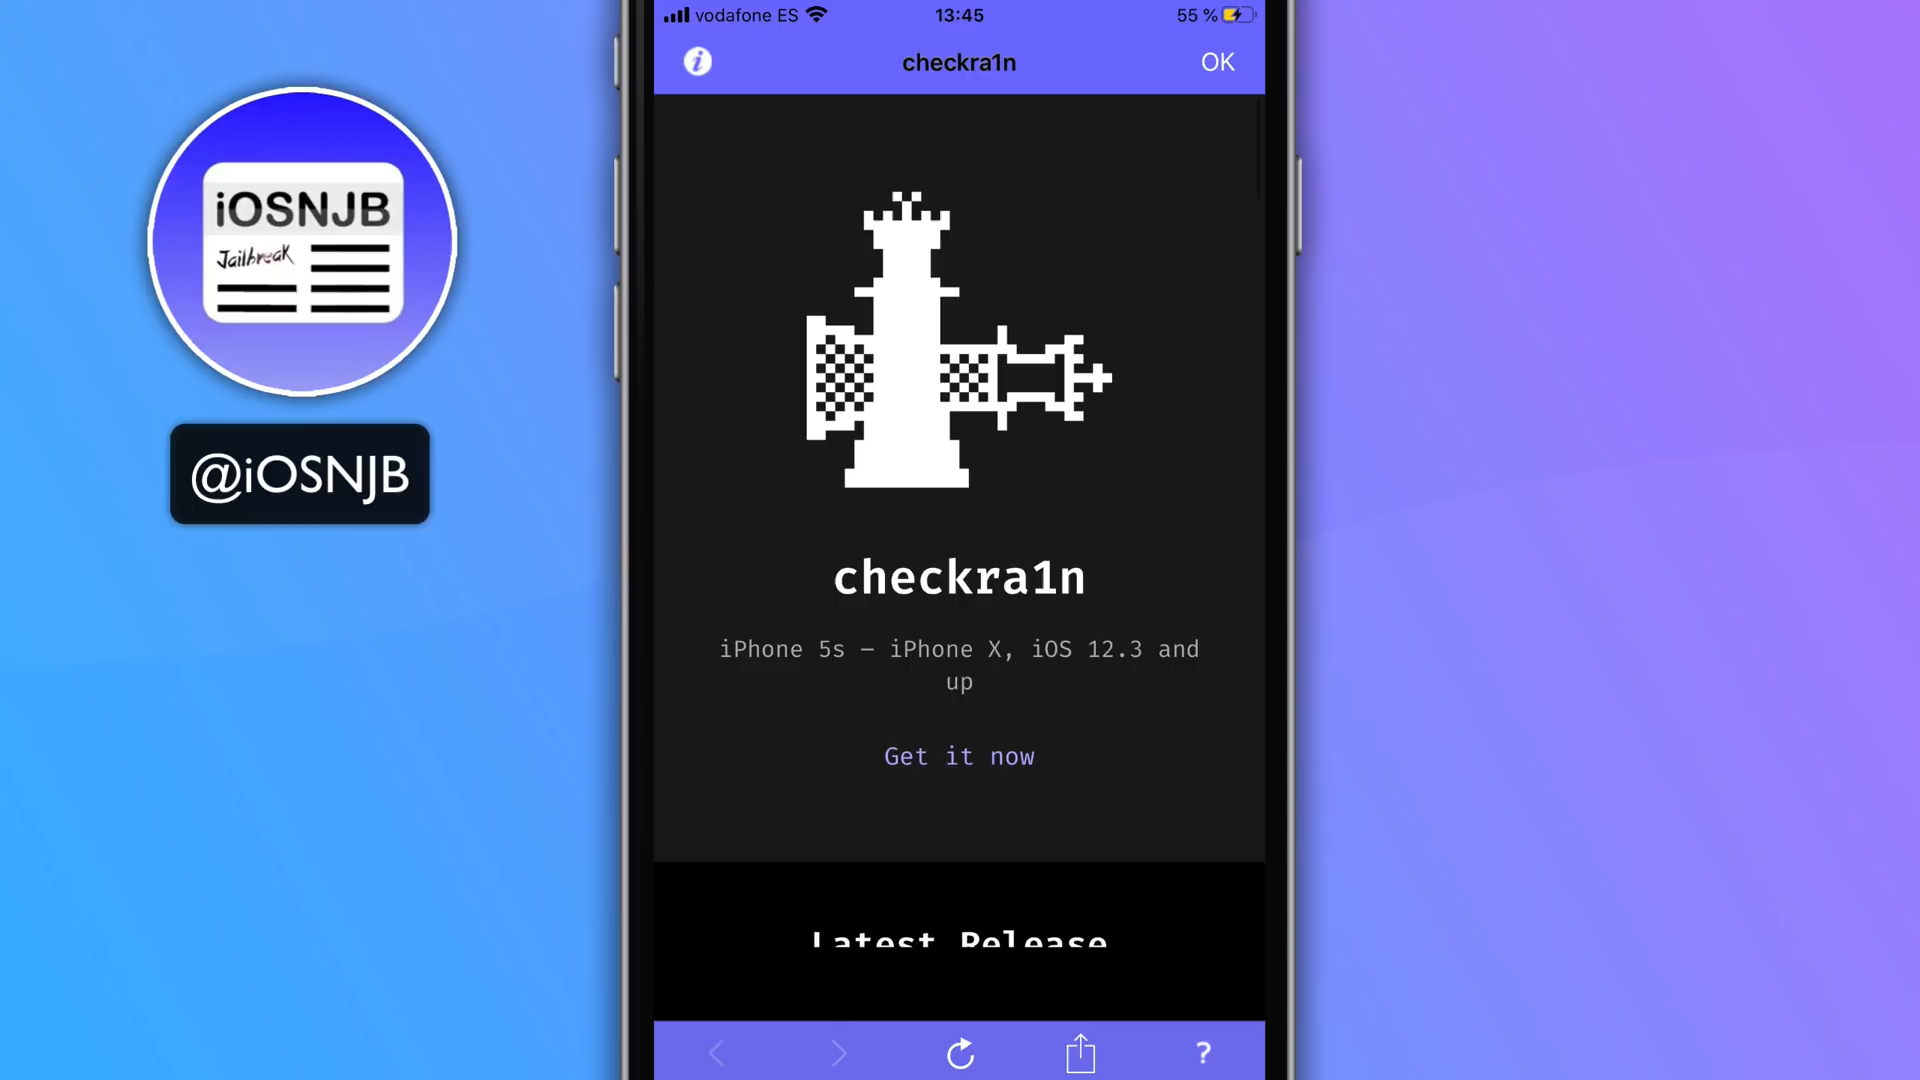 vodafone ES
13:45
55 %
i
checkra1n
OK
iOSNJB
Jailbreak
@iOSNJB
checkra1n
iPhone 5s – iPhone X, iOS 12.3 and
up
Get it now
Latest Release
?